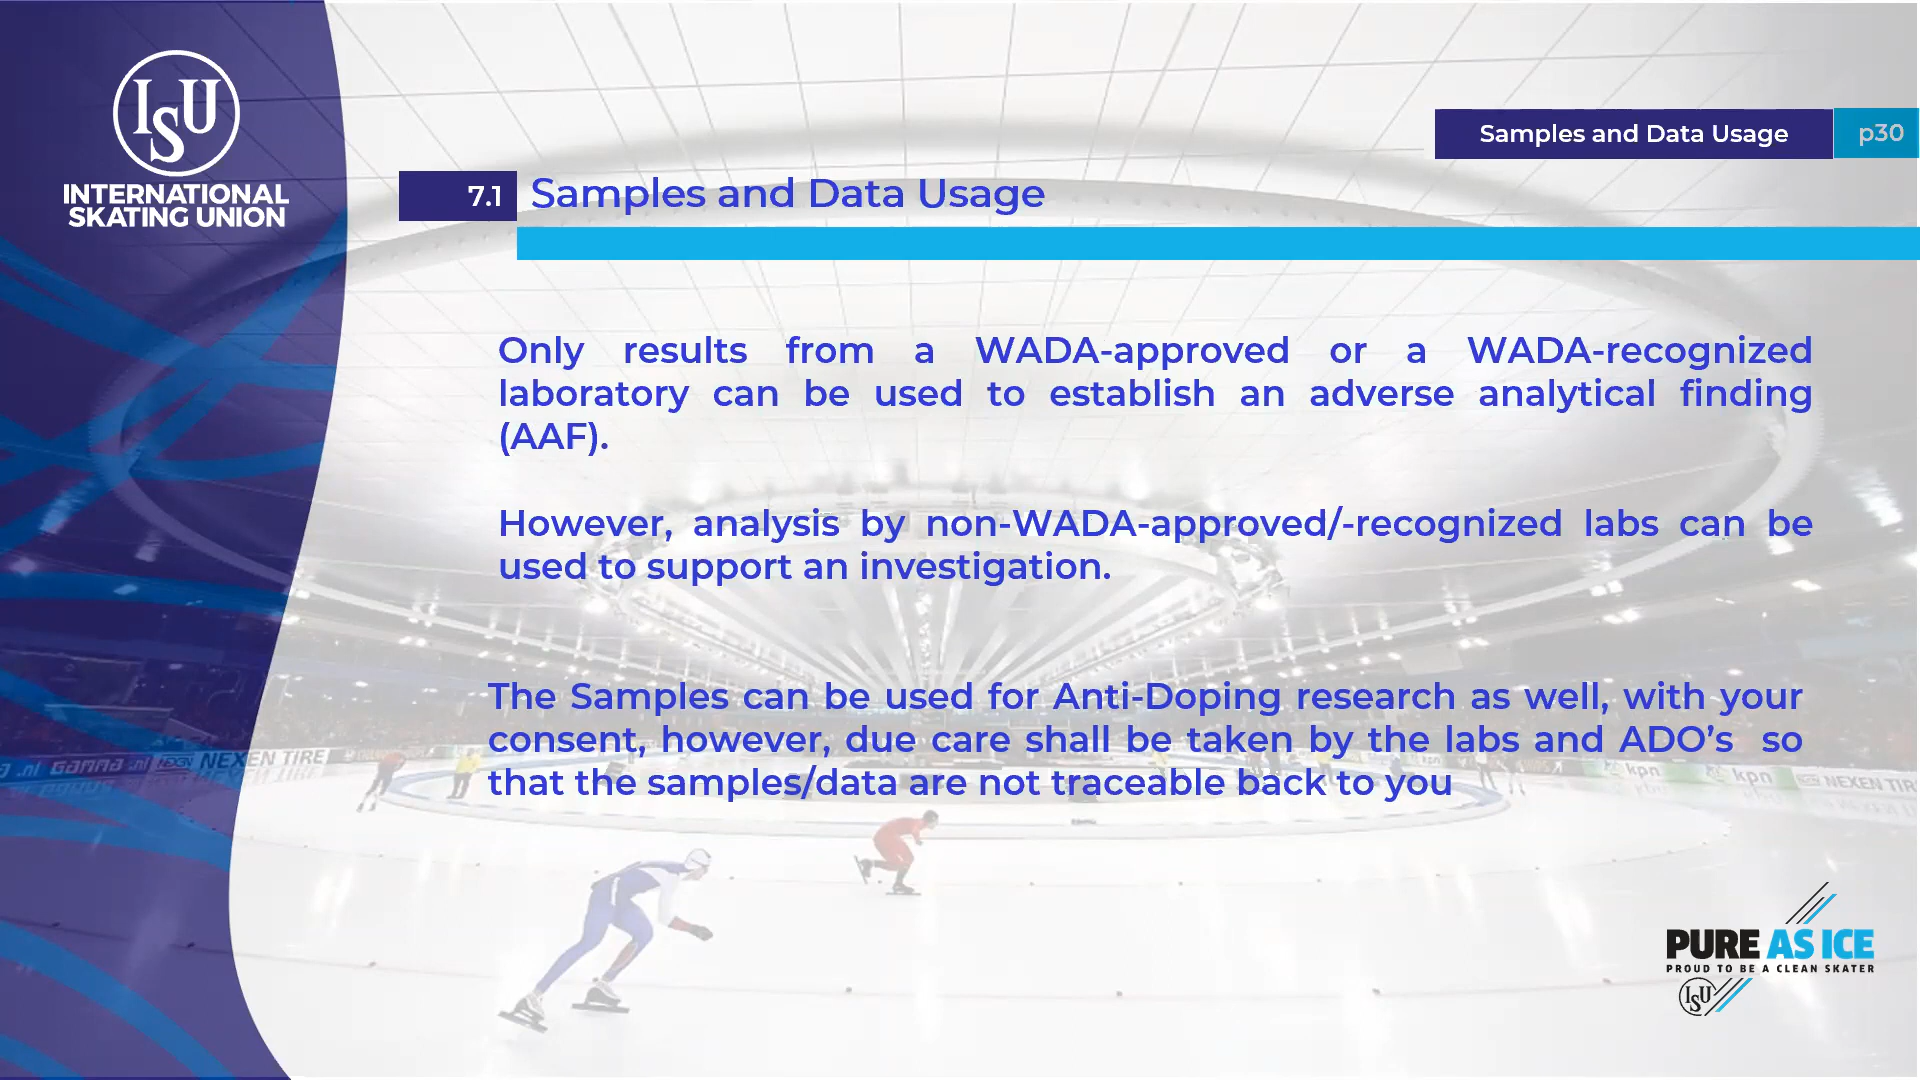 ISU
INTERNATIONAL
SKATING UNION
Samples and Data Usage p30
7.1 Samples and Data Usage
Only results from a WADA-approved or a WADA-recognized
laboratory can be used to establish an adverse analytical finding
(AAF).
However, analysis by non-WADA-approved/-recognized labs can be
used to support an investigation.
The Samples can be used for Anti-Doping research as well, with your
consent, however, due care shall be taken by the labs and ADO’s so
that the samples/data are not traceable back to you
NEXEN TIRE
kpn
kpn
NEXEN TIR
PURE AS ICE
PROUD TO BE A CLEAN SKATER
ISU